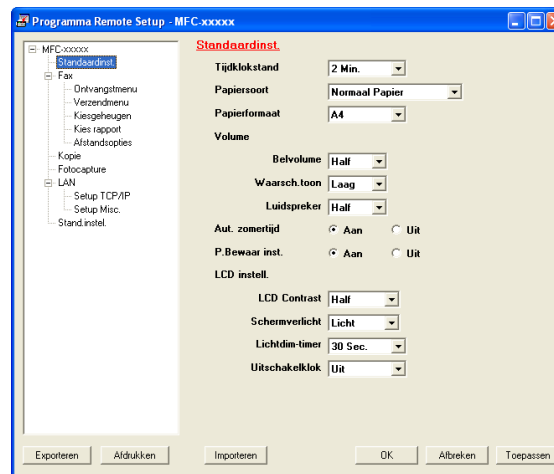 Programma Remote Setup - MFC-xxxxx
MFC-xxxxx
Standaardinst.
Fax
Ontvangstmenu
Verzendmenu
Kiesgeheugen
Kies rapport
Afstandsopties
Kopie
Fotocapture
LAN
Setup TCP/IP
Setup Misc.
Stand.instel.
Standaardinst.
Tijdklokstand 2 Min.
Papiersoort Normaal Papier
Papierformaat A4
Volume
Belvolume Half
Waarsch.toon Laag
Luidspreker Half
Aut. zomertijd Aan Uit
P.Bewaar inst. Aan Uit
LCD instell.
LCD Contrast Half
Schermverlicht Licht
Lichtdim-timer 30 Sec.
Uitschakelklok Uit
Exporteren Afdrukken Importeren OK Afbreken Toepassen